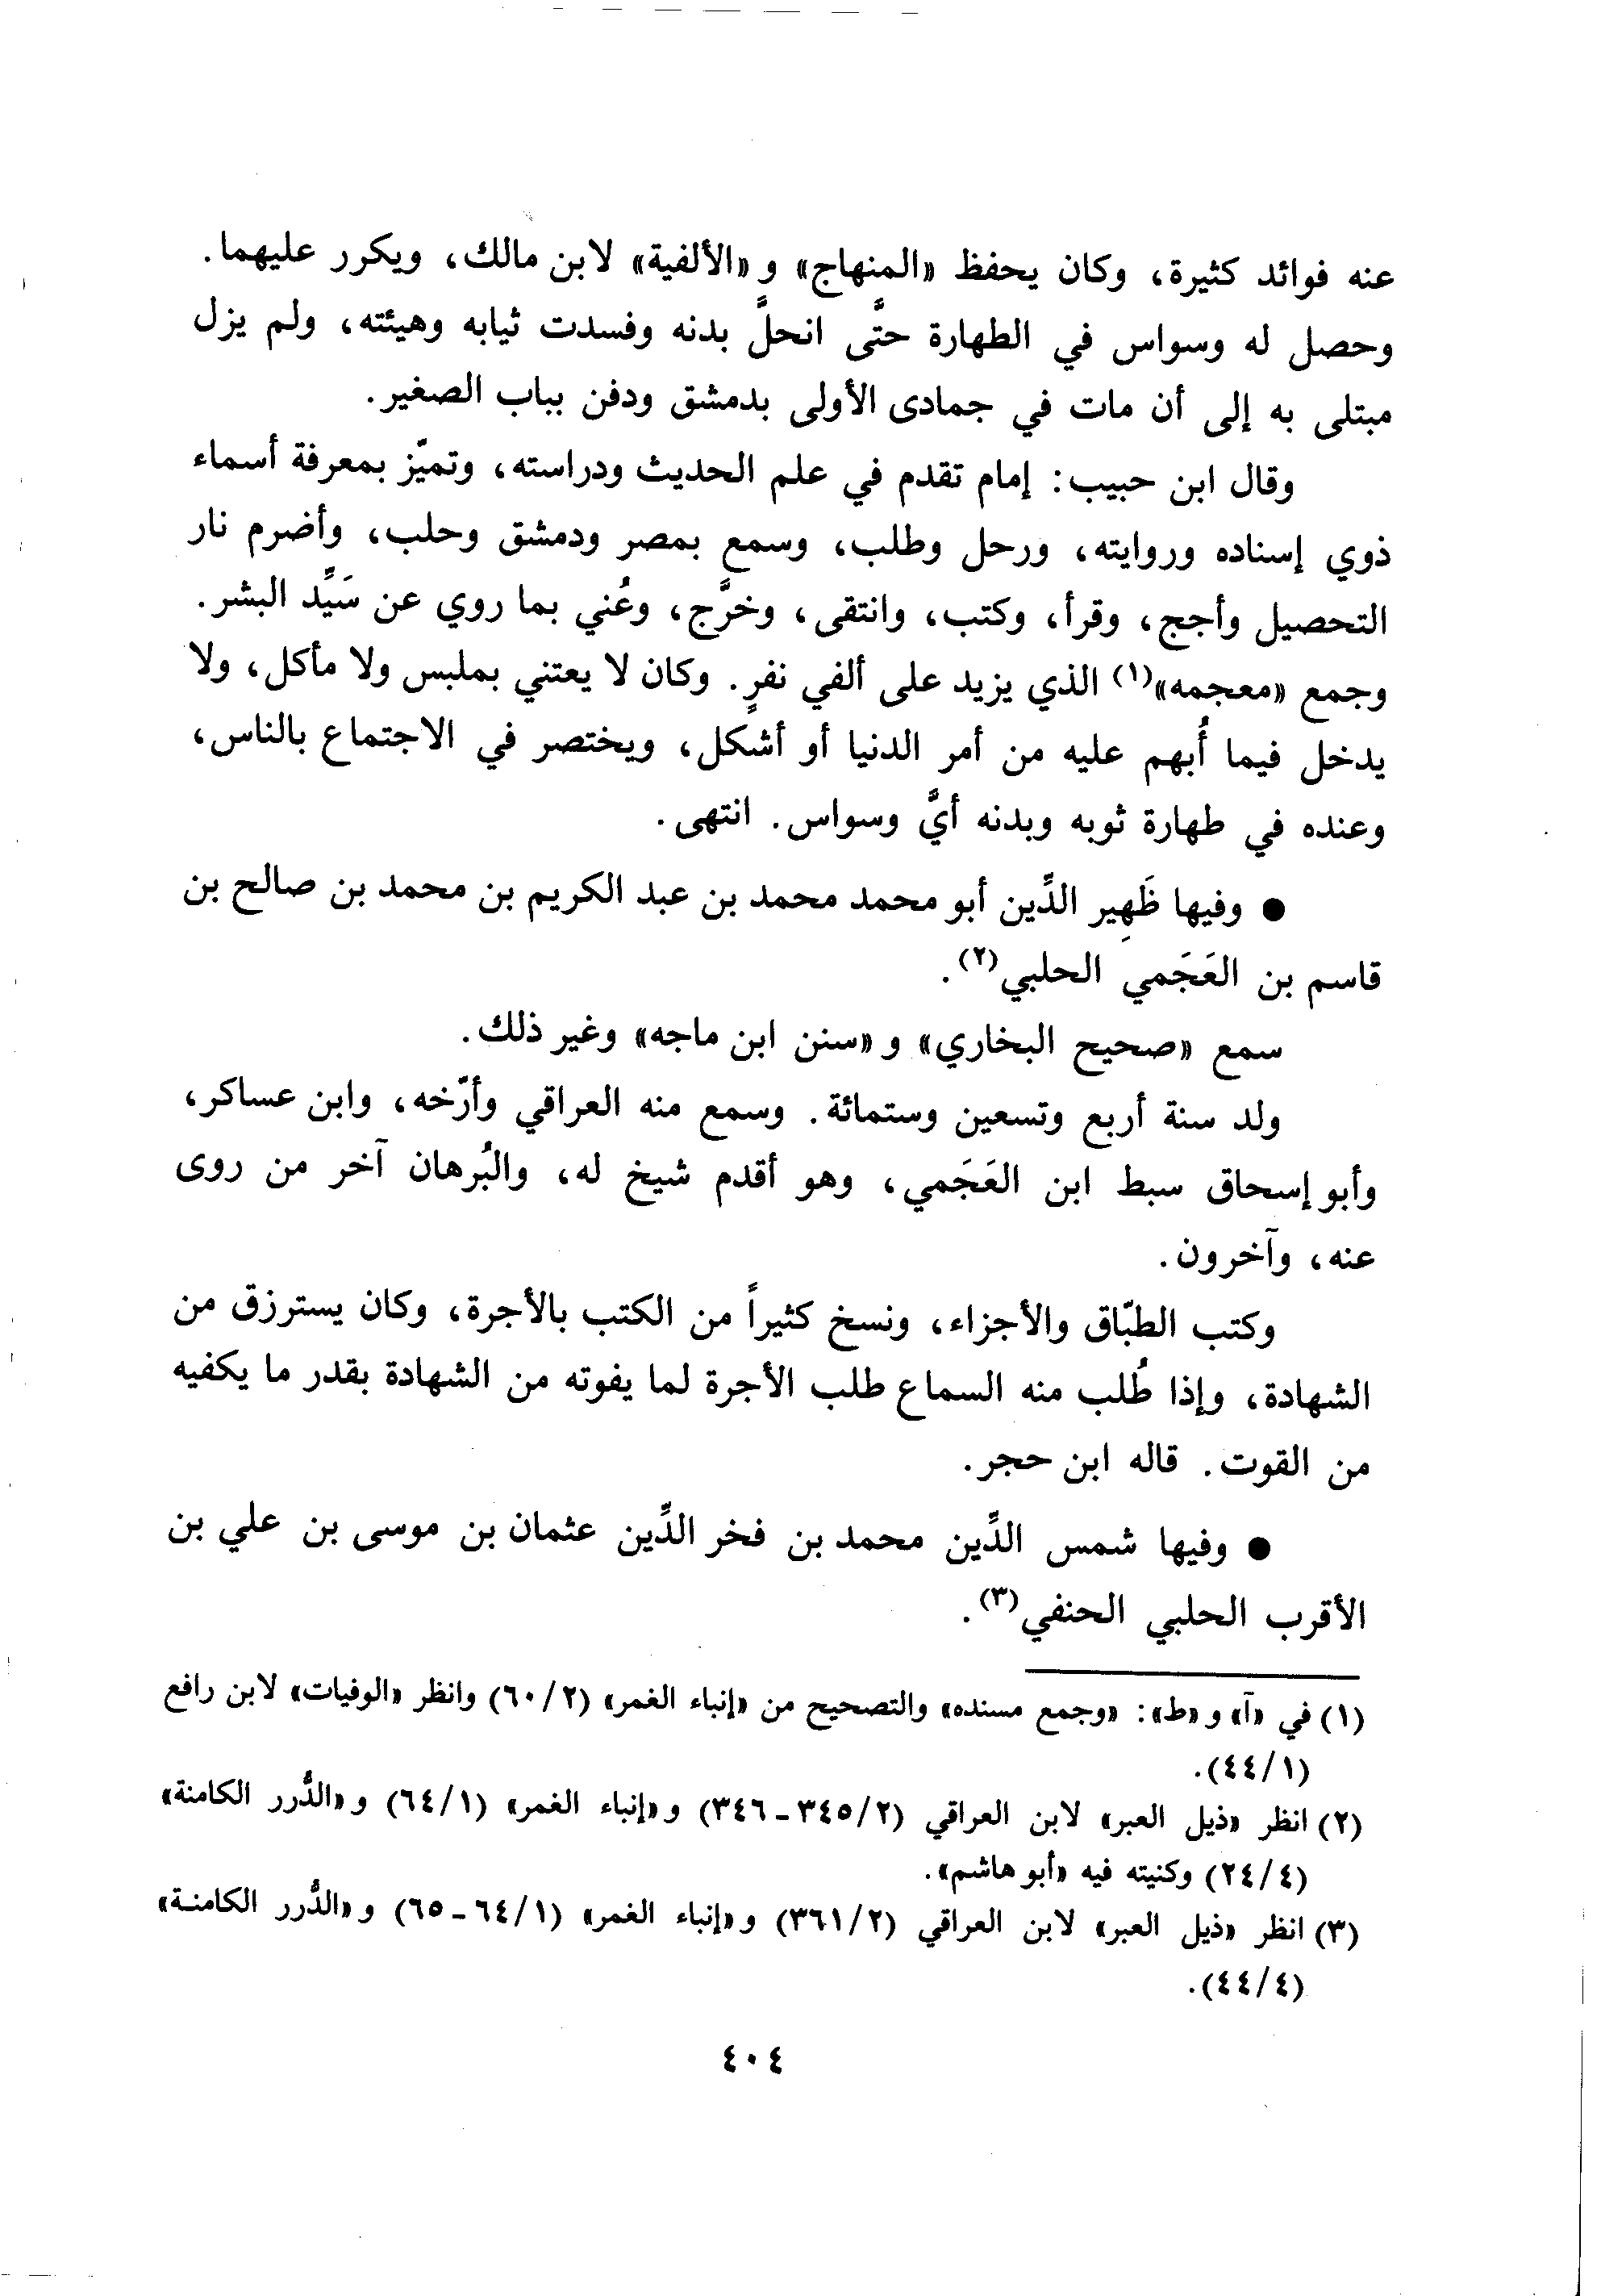 عنه فوائد كثيرة، وكان يحفظ «المنهاج» و «الألفية» لابن مالك، ويكرر عليهما.
وحصل له وسواس في الطهارة حتَّى انحلَّ بدنه وفسدت ثيابه وهيئته، ولم يزل
مبتلى به إلى أن مات في جمادى الأولى بدمشق ودفن بباب الصغير.
وقال ابن حبيب: إمام تقدم في علم الحديث ودراسته، وتميّز بمعرفة أسماء
ذوي إسناده وروايته، ورحل وطلب، وسمع بمصر ودمشق وحلب، وأضرم نار
التحصيل وأجج، وقرأ، وكتب، وانتقى، وخرَّج، وعُني بما روي عن سَيِّد البشر.
وجمع «معجمه»(١) الذي يزيد على ألفي نفرٍ. وكان لا يعتني بملبس ولا مأكل، ولا
يدخل فيما أُبهم عليه من أمر الدنيا أو أشكل، ويختصر في الاجتماع بالناس،
وعنده في طهارة ثوبه وبدنه أيَّ وسواس. انتهى.
● وفيها ظَهِير الدِّين أبو محمد محمد بن عبد الكريم بن محمد بن صالح بن
قاسم بن العَجَمي الحلبي(٢).
سمع «صحيح البخاري» و «سنن ابن ماجه» وغير ذلك.
ولد سنة أربع وتسعين وستمائة. وسمع منه العراقي وأرّخه، وابن عساكر،
وأبو إسحاق سبط ابن العَجَمي، وهو أقدم شيخ له، والبُرهان آخر من روى
عنه، وآخرون.
وكتب الطبّاق والأجزاء، ونسخ كثيراً من الكتب بالأجرة، وكان يسترزق من
الشهادة، وإذا طُلب منه السماع طلب الأجرة لما يفوته من الشهادة بقدر ما يكفيه
من القوت. قاله ابن حجر.
● وفيها شمس الدِّين محمد بن فخر الدِّين عثمان بن موسى بن علي بن
الأقرب الحلبي الحنفي(٣).
(١) في «آ» و «ط»: «وجمع مسنده» والتصحيح من «إنباء الغمر» (٢/ ٦٠) وانظر «الوفيات» لابن رافع
(١/ ٤٤).
(٢) انظر «ذيل العبر» لابن العراقي (٢/ ٣٤٥ - ٣٤٦) و «إنباء الغمر» (١/ ٦٤) و «الدُّرر الكامنة»
(٤/ ٢٤) وكنيته فيه «أبو هاشم».
(٣) انظر «ذيل العبر» لابن العراقي (٢/ ٣٦١) و «إنباء الغمر» (١/ ٦٤ - ٦٥) و «الدُّرر الكامنة»
(٤/ ٤٤).
٤٠٤